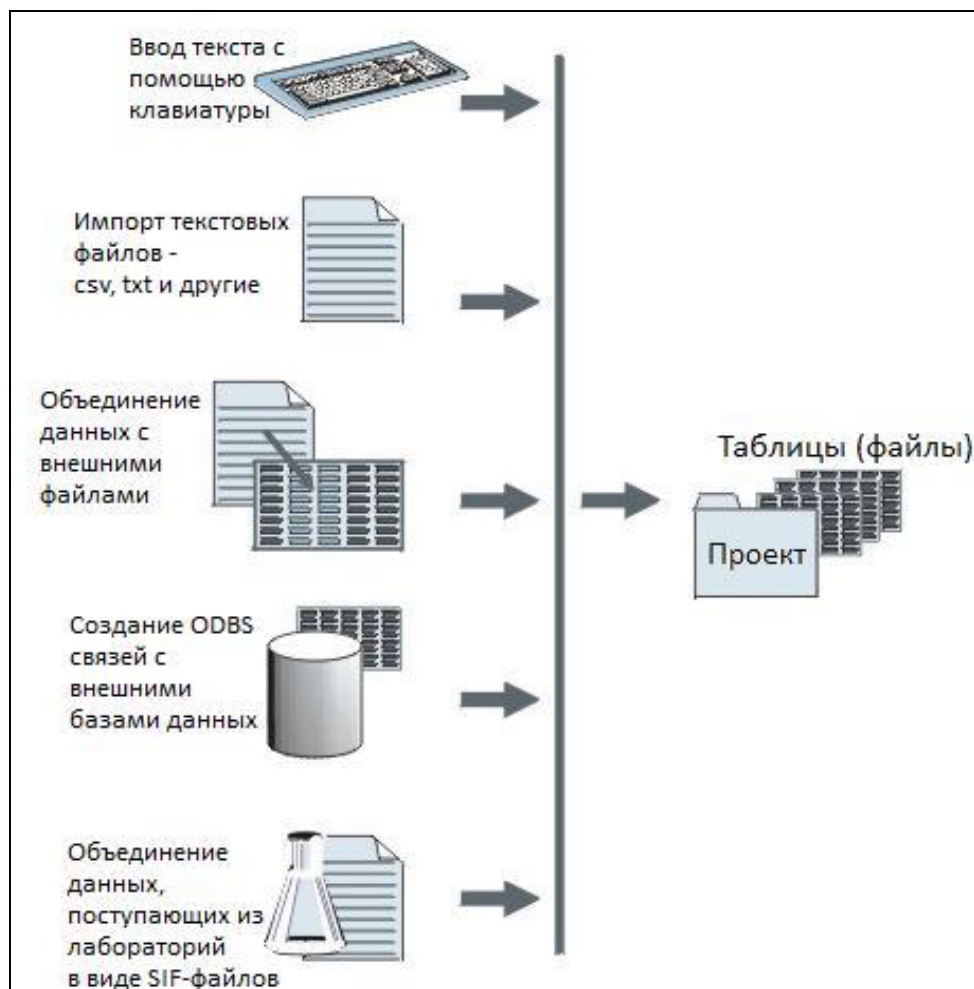 Ввод текста с
помощью
клавиатуры
Импорт текстовых
файлов -
csv, txt и другие
Объединение
данных с
внешними
файлами
Таблицы (файлы)
Проект
Создание ODBS
связей с
внешними
базами данных
Объединение
данных,
поступающих из
лабораторий
в виде SIF-файлов